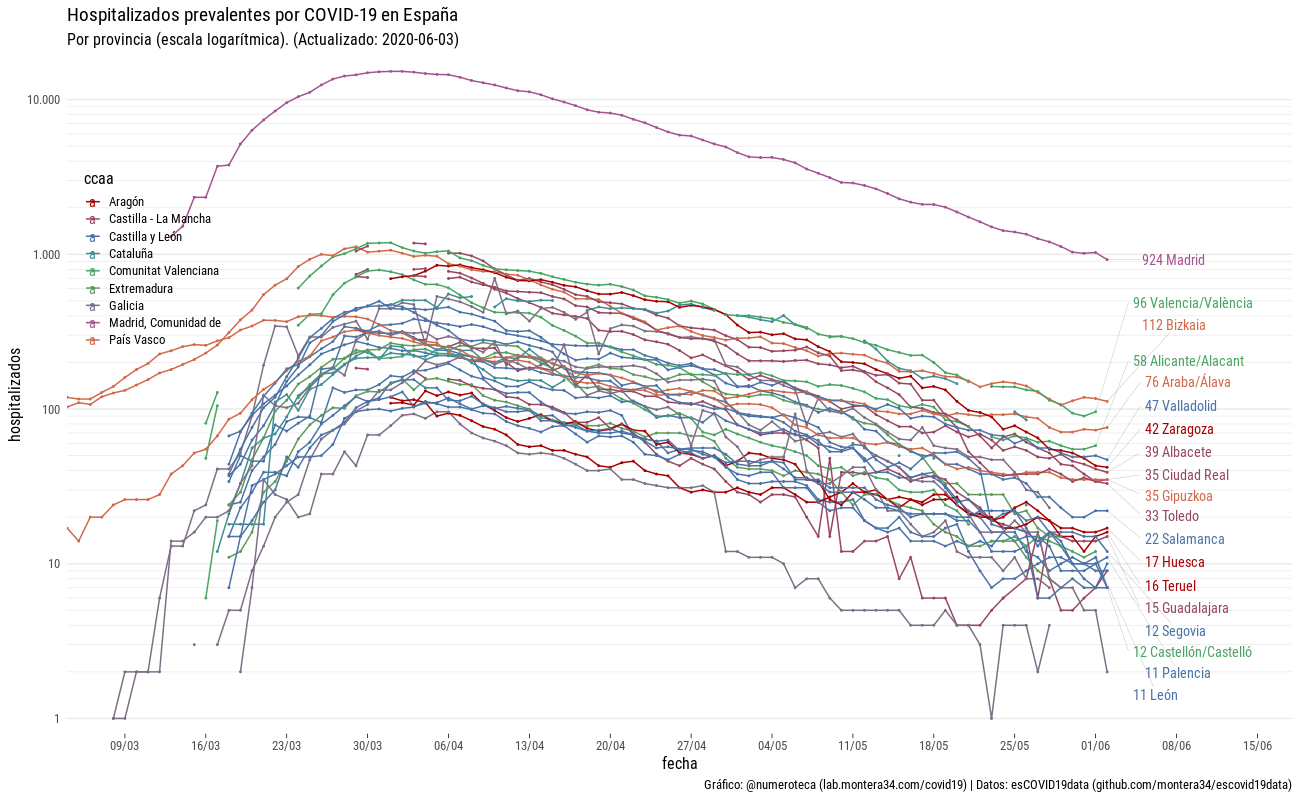 Hospitalizados prevalentes por COVID-19 en España
Por provincia (escala logarítmica). (Actualizado: 2020-06-03)
hospitalizados
10.000
1.000
100
10
1
ccaa
Aragón
Castilla - La Mancha
Castilla y León
Cataluña
Comunitat Valenciana
Extremadura
Galicia
Madrid, Comunidad de
País Vasco
924 Madrid
96 Valencia/València
112 Bizkaia
58 Alicante/Alacant
76 Araba/Álava
47 Valladolid
42 Zaragoza
39 Albacete
35 Ciudad Real
35 Gipuzkoa
33 Toledo
22 Salamanca
17 Huesca
16 Teruel
15 Guadalajara
12 Segovia
12 Castellón/Castelló
11 Palencia
11 León
09/03 16/03 23/03 30/03 06/04 13/04 20/04 27/04 04/05 11/05 18/05 25/05 01/06 08/06 15/06
fecha
Gráfico: @numeroteca (lab.montera34.com/covid19) | Datos: esCOVID19data (github.com/montera34/escovid19data)